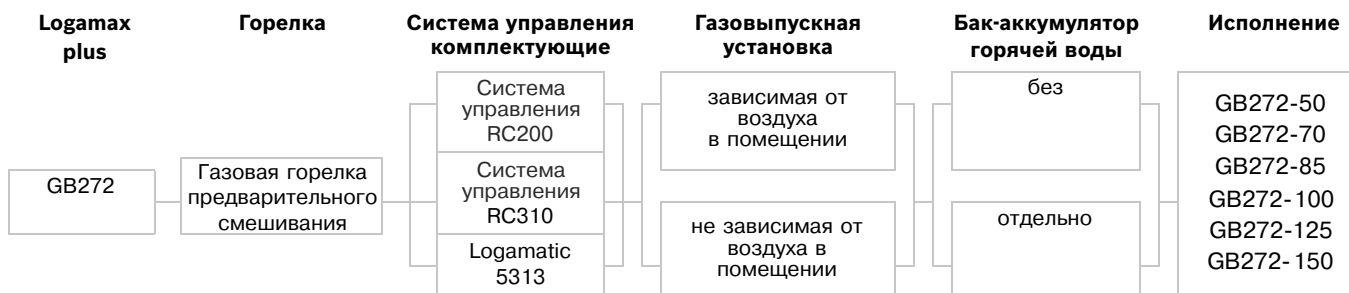 Logamax
plus
Горелка
Система управления
комплектующие
Газовыпускная
установка
Бак-аккумулятор
горячей воды
Исполнение
GB272
Газовая горелка
предварительного
смешивания
Система
управления
RC200
Система
управления
RC310
Logamatic
5313
зависимая от
воздуха
в помещении
не зависимая от
воздуха в
помещении
без
отдельно
GB272-50
GB272-70
GB272-85
GB272-100
GB272-125
GB272-150